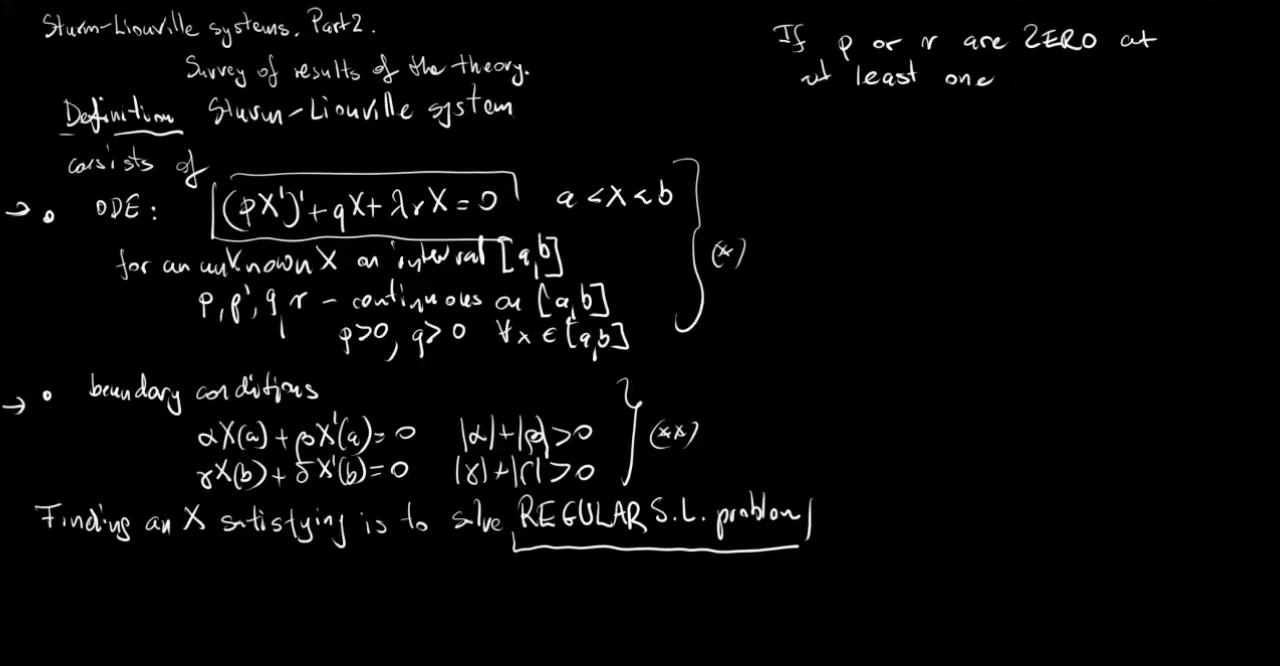 Sturm-Liouville systems. Part 2.
Survey of results of the theory.
Definition Sturm-Liouville system
consists of
→ • ODE: (pX')' + qX + λrX = 0 a < x < b
for an unknown X on interval [a,b]
p, p', q, r - continuous on [a,b]
p>0, q>0 ∀x ∈ [a,b]
(*)
→ • boundary conditions
αX(a) + βX'(a) = 0 |α|+|β|>0
γX(b) + δX'(b) = 0 |γ|+|Γ|>0
(**)
Finding an X satisfying is to solve REGULAR S.L. problem
If p or r are ZERO at
at least one